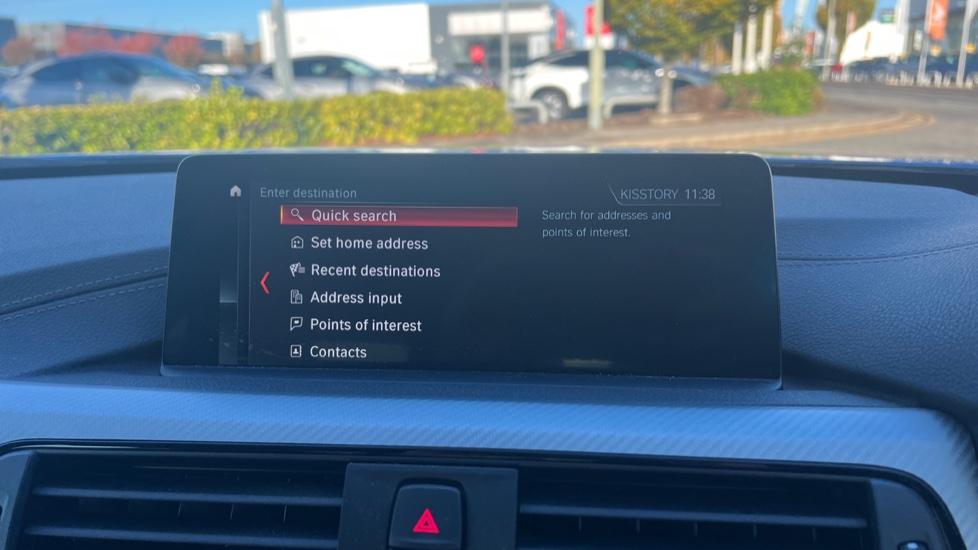 Enter destination
KISSTORY 11:38
Quick search
Search for addresses and
points of interest.
Set home address
Recent destinations
Address input
Points of interest
Contacts